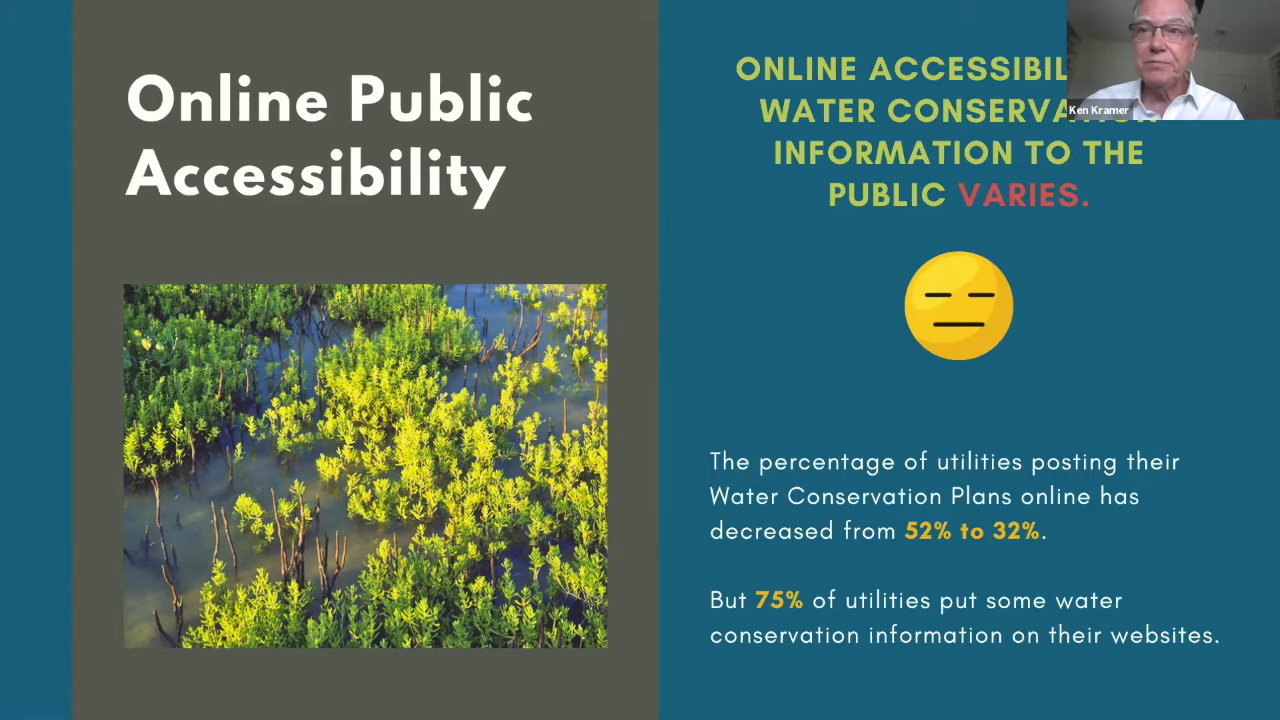 Online Public
Accessibility
ONLINE
WATER
INFORMATION TO THE
PUBLIC VARIES.
Ken Kramer
The percentage of utilities posting their
Water Conservation Plans online has
decreased from 52% to 32%.
But 75% of utilities put some water
conservation information on their websites.